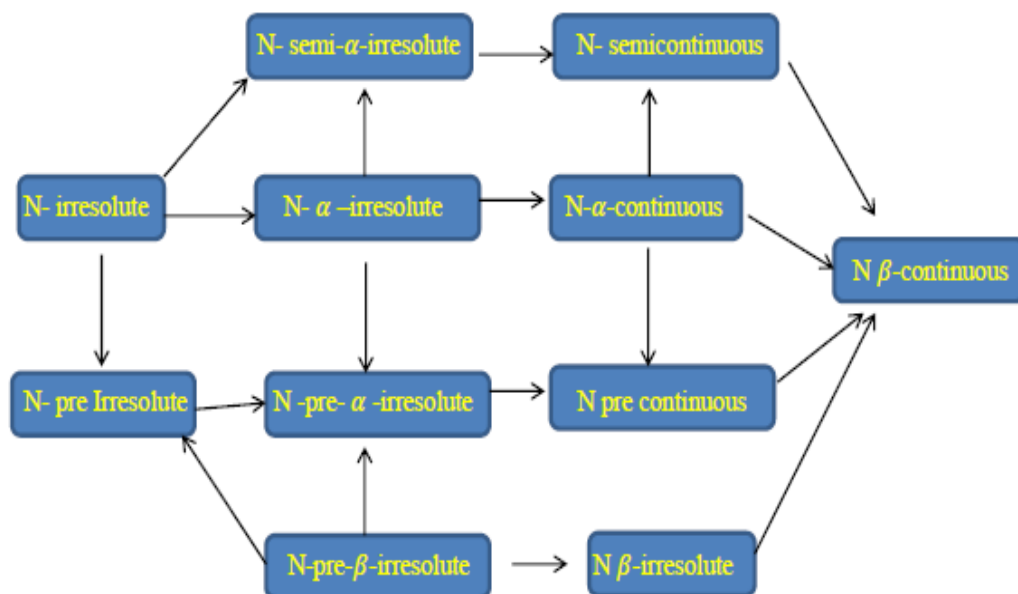 N- semi-α-irresolute
N- semicontinuous
N- irresolute
N- α –irresolute
N-α-continuous
N β-continuous
N- pre Irresolute
N -pre- α -irresolute
N pre continuous
N-pre-β-irresolute
N β-irresolute